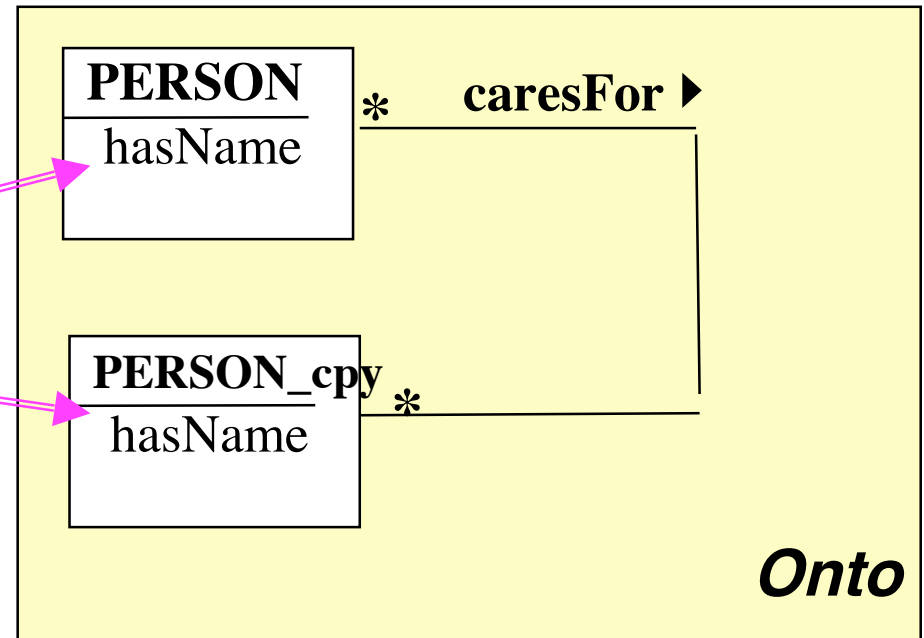 PERSON
hasName
* caresFor ▶
PERSON_cpy
hasName
*
Onto